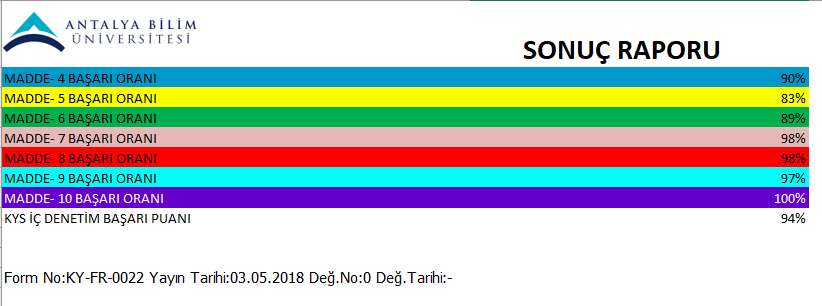 ANTALYA BİLİM
ÜNİVERSİTESİ
SONUÇ RAPORU
MADDE- 4 BAŞARI ORANI 90%
MADDE- 5 BAŞARI ORANI 83%
MADDE- 6 BAŞARI ORANI 89%
MADDE- 7 BAŞARI ORANI 98%
MADDE- 8 BAŞARI ORANI 98%
MADDE- 9 BAŞARI ORANI 97%
MADDE- 10 BAŞARI ORANI 100%
KYS İÇ DENETİM BAŞARI PUANI 94%
Form No:KY-FR-0022 Yayın Tarihi:03.05.2018 Değ.No:0 Değ.Tarihi:-